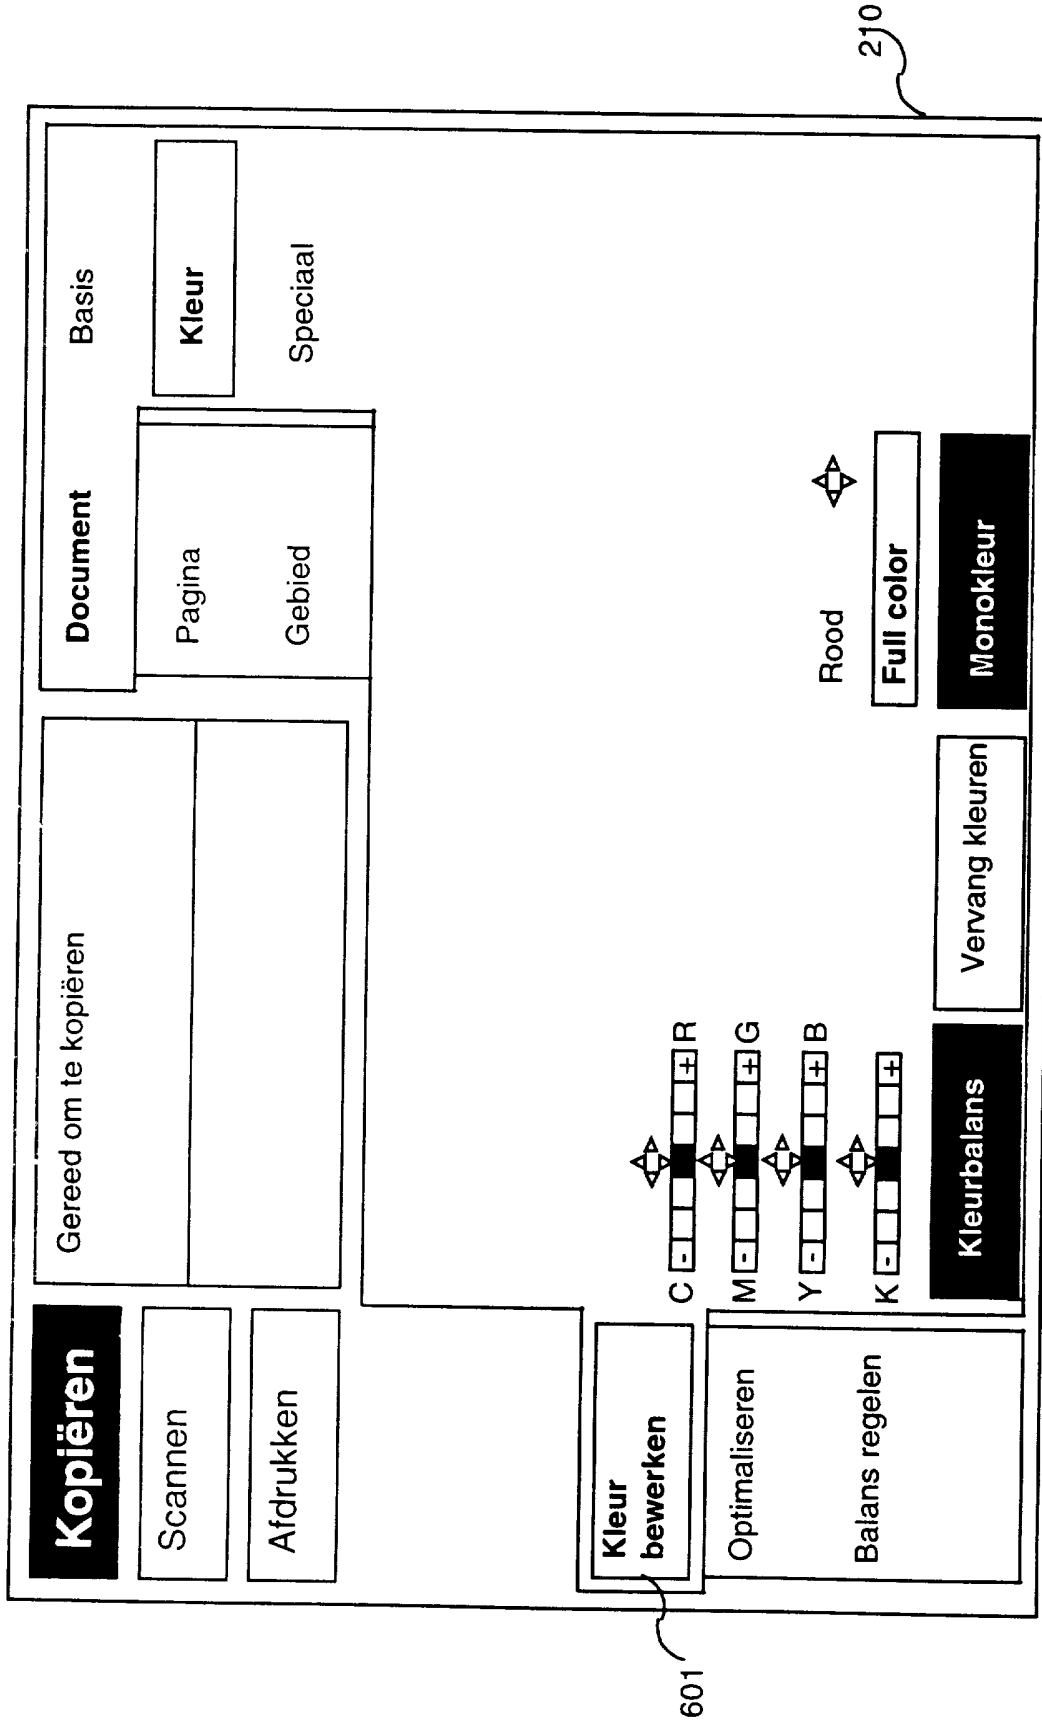 Kopiëren
Scannen
Afdrukken
Gereed om te kopiëren
Document
Pagina
Gebied
Basis
Kleur
Speciaal
Kleur
bewerken
Optimaliseren
Balans regelen
C - + R
M - + G
Y - + B
K - +
Kleurbalans
Vervang kleuren
Rood
Full color
Monokleur
601
210